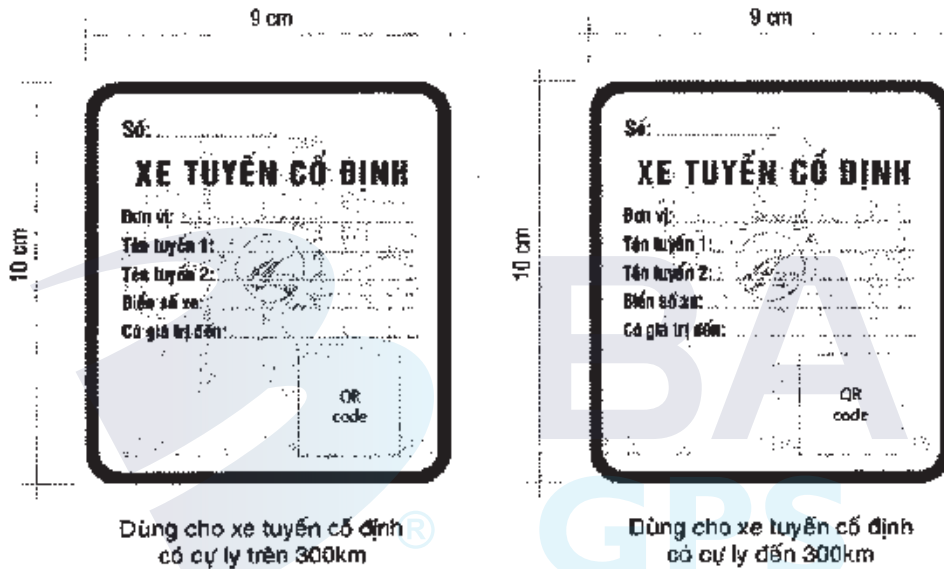 9 cm
10 cm
Số:
XE TUYẾN CỐ ĐỊNH
Đơn vị:
Tên tuyến 1:
Tên tuyến 2:
Biển số xe:
Có giá trị đến:
QR
code
Dùng cho xe tuyến cố định
có cự ly trên 300km
9 cm
10 cm
Số:
XE TUYẾN CỐ ĐỊNH
Đơn vị:
Tên tuyến 1:
Tên tuyến 2:
Biển số xe:
Có giá trị đến:
QR
code
Dùng cho xe tuyến cố định
có cự ly đến 300km
®
BA
GPS